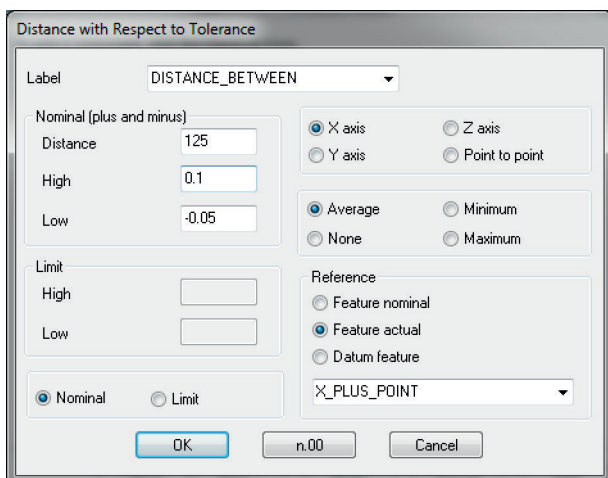 Distance with Respect to Tolerance
Label DISTANCE_BETWEEN
Nominal (plus and minus)
Distance 125
High 0.1
Low -0.05
Limit
High
Low
Nominal Limit
X axis Z axis
Y axis Point to point
Average Minimum
None Maximum
Reference
Feature nominal
Feature actual
Datum feature
X_PLUS_POINT
OK n.00 Cancel